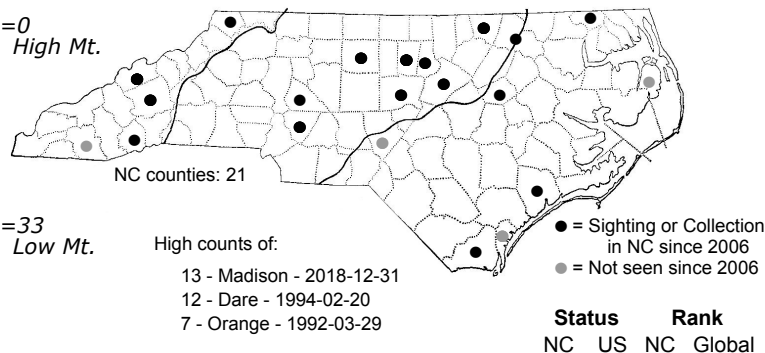 =0
High Mt.
NC counties: 21
=33
Low Mt.
High counts of:
13 - Madison - 2018-12-31
12 - Dare - 1994-02-20
7 - Orange - 1992-03-29
● = Sighting or Collection
in NC since 2006
● = Not seen since 2006
Status Rank
NC US NC Global